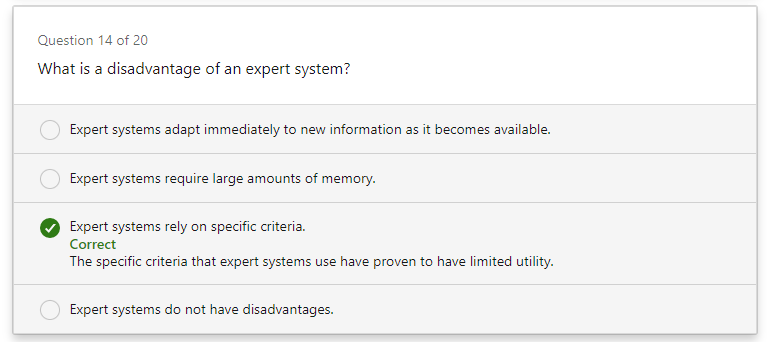 Question 14 of 20
What is a disadvantage of an expert system?
Expert systems adapt immediately to new information as it becomes available.
Expert systems require large amounts of memory.
Expert systems rely on specific criteria.
Correct
The specific criteria that expert systems use have proven to have limited utility.
Expert systems do not have disadvantages.